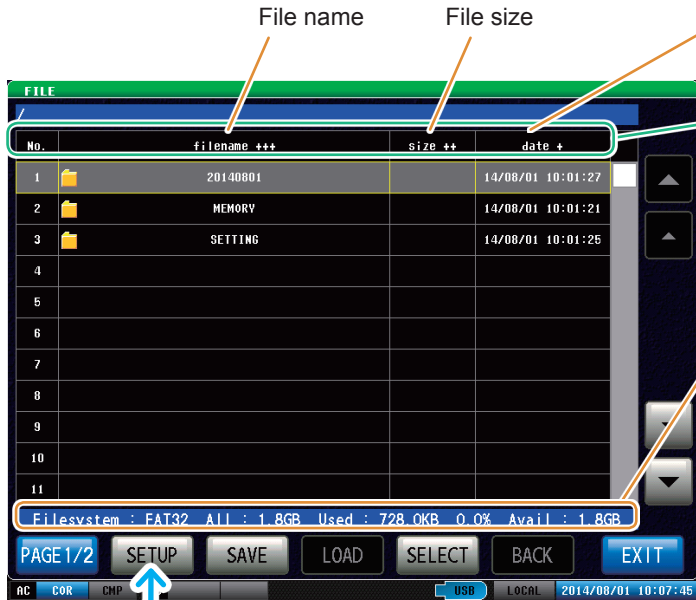 File name File size
FILE
/
No. filename +++ size ++ date +
1 20140801 14/08/01 10:01:27
2 MEMORY 14/08/01 10:01:21
3 SETTING 14/08/01 10:01:25
4
5
6
7
8
9
10
11
Filesystem : FAT32 All : 1.8GB Used : 728.0KB 0.0% Avail : 1.8GB
PAGE 1/2 SETUP SAVE LOAD SELECT BACK EXIT
AC COR CMP USB LOCAL 2014/08/01 10:07:45